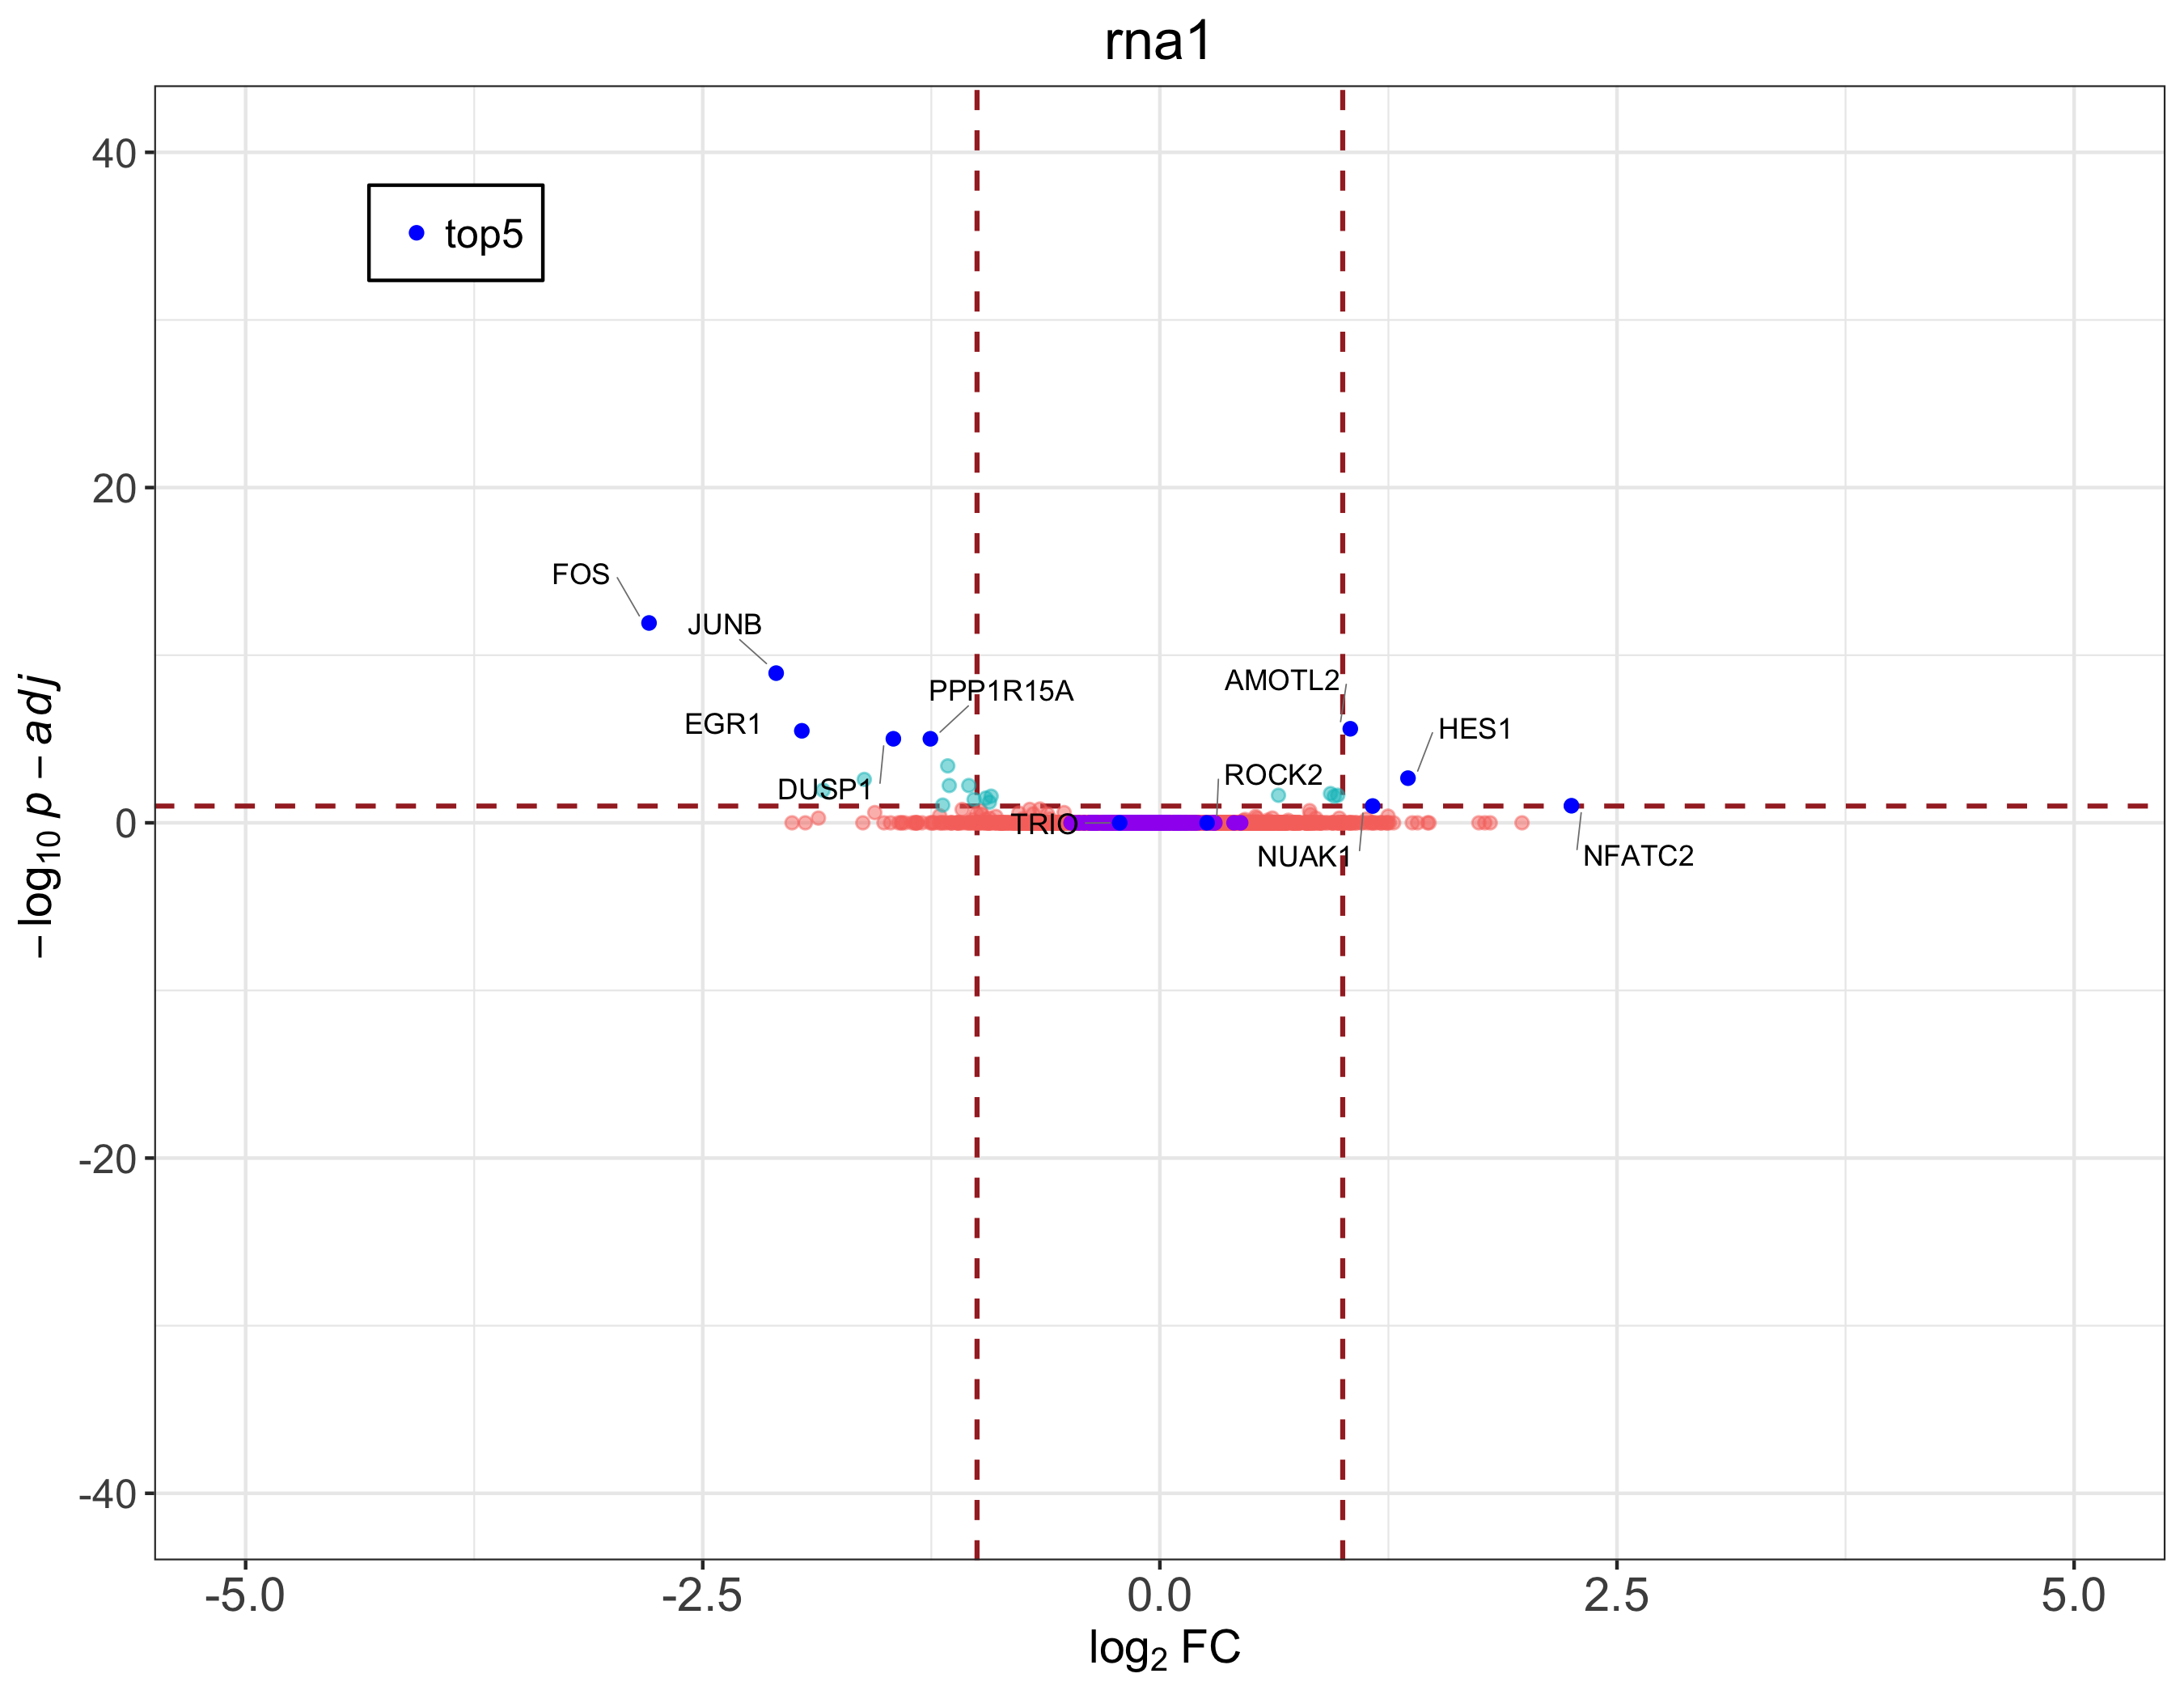 rna1
40
top5
20
FOS
JUNB
AMOTL2
PPP1R15A
EGR1
HES1
ROCK2
DUSP1
0
TRIO
NUAK1
NFATC2
−log10 p − adj
-20
-40
-5.0 -2.5 0.0 2.5 5.0
log2 FC